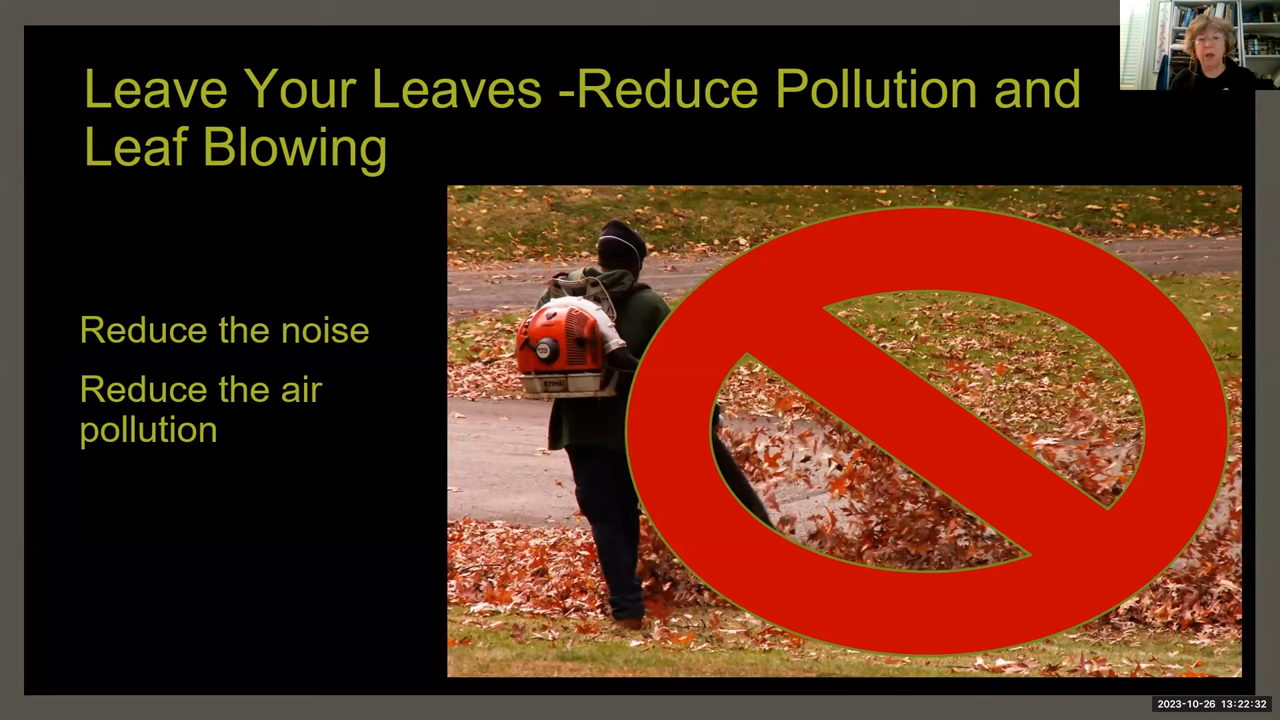 Leave Your Leaves -Reduce Pollution and
Leaf Blowing
Reduce the noise
Reduce the air
pollution
STIHL
2023-10-26 13:22:32